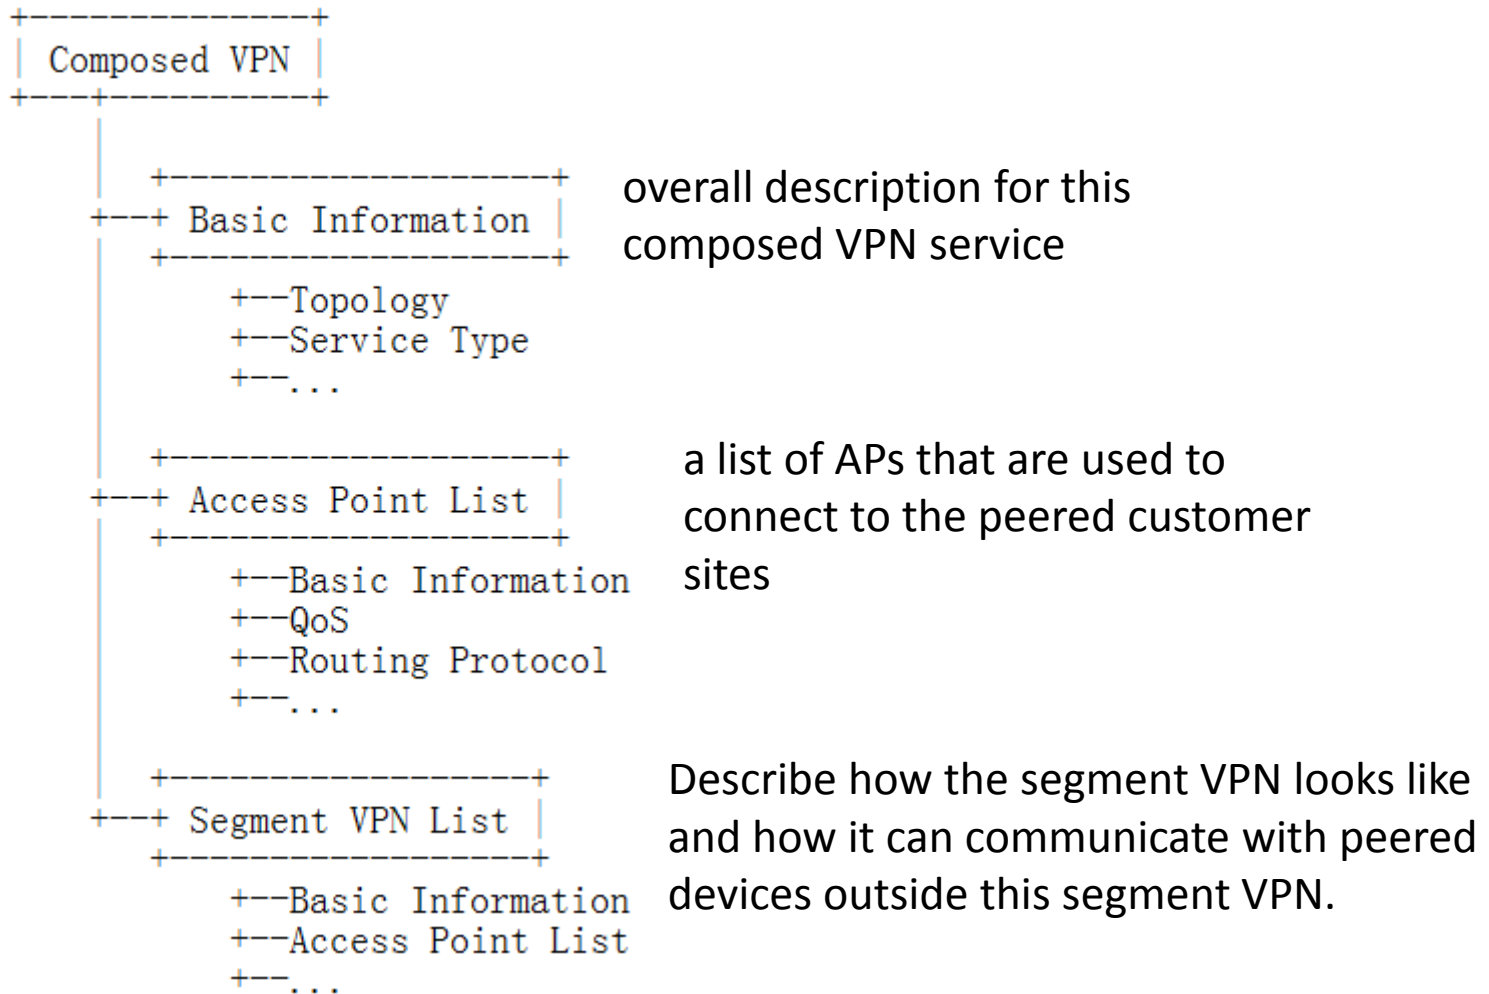 +--------------+
| Composed VPN |
+---+----------+
|
| +-------------------+
+---+ Basic Information |
| +-------------------+
overall description for this
composed VPN service
+--Topology
+--Service Type
+--...
+-------------------+
+---+ Access Point List |
+-------------------+
a list of APs that are used to
connect to the peered customer
sites
+--Basic Information
+--QoS
+--Routing Protocol
+--...
+------------------+
+---+ Segment VPN List |
+------------------+
Describe how the segment VPN looks like
and how it can communicate with peered
devices outside this segment VPN.
+--Basic Information
+--Access Point List
+--...